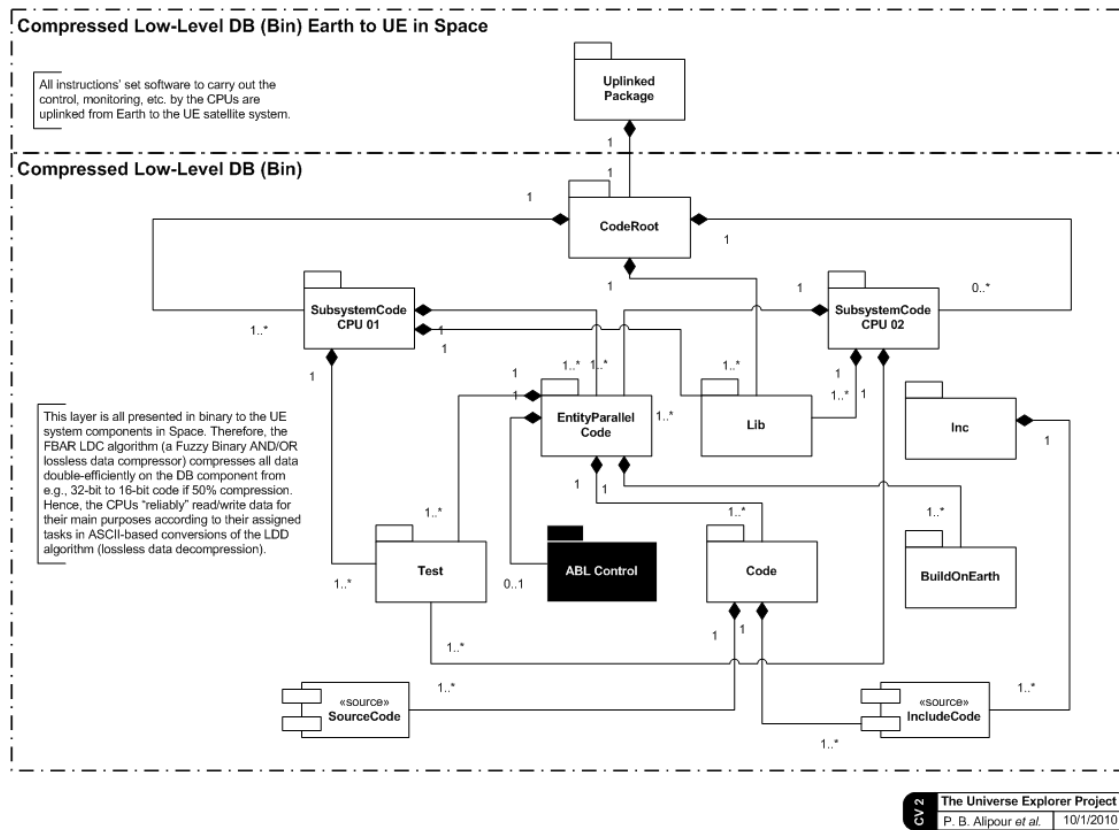 Compressed Low-Level DB (Bin) Earth to UE in Space
All instructions' set software to carry out the
control, monitoring, etc. by the CPUs are
uplinked from Earth to the UE satellite system.
Uplinked
Package
1
Compressed Low-Level DB (Bin)
1
CodeRoot
1
1
1
SubsystemCode
CPU 01
1
0..*
SubsystemCode
CPU 02
1..*
1
1
1
1..*
1..*
1..*
1
1
1
1
1..*
1
EntityParallel
Code
1..*
Lib
Inc
1
This layer is all presented in binary to the UE
system components in Space. Therefore, the
FBAR LDC algorithm (a Fuzzy Binary AND/OR
lossless data compressor) compresses all data
double-efficiently on the DB component from
e.g., 32-bit to 16-bit code if 50% compression.
Hence, the CPUs "reliably" read/write data for
their main purposes according to their assigned
tasks in ASCII-based conversions of the LDD
algorithm (lossless data decompression).
1
1
1..*
1..*
1..*
Test
ABL Control
Code
BuildOnEarth
1..*
0..1
1
1
1..*
1..*
1..*
«source»
SourceCode
«source»
IncludeCode
1..*
CV 2
The Universe Explorer Project
P. B. Alipour et al.
10/1/2010